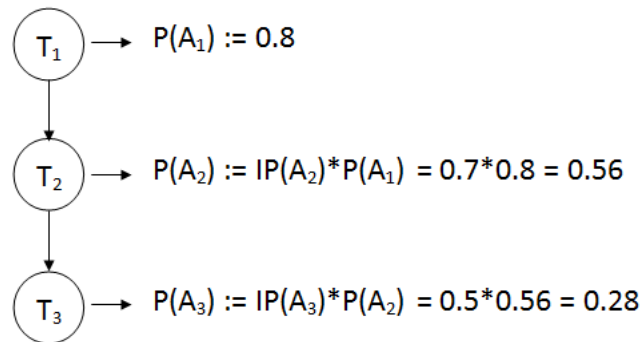 T₁ P(A₁) := 0.8
T₂ P(A₂) := IP(A₂)*P(A₁) = 0.7*0.8 = 0.56
T₃ P(A₃) := IP(A₃)*P(A₂) = 0.5*0.56 = 0.28